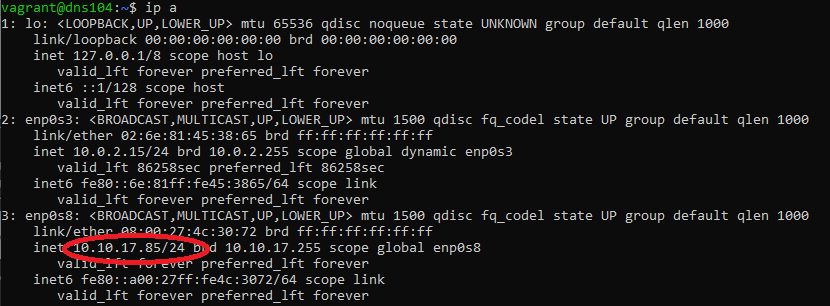 vagrant@dns104:~$ ip a
1: lo: <LOOPBACK,UP,LOWER_UP> mtu 65536 qdisc noqueue state UNKNOWN group default qlen 1000
    link/loopback 00:00:00:00:00:00 brd 00:00:00:00:00:00
    inet 127.0.0.1/8 scope host lo
       valid_lft forever preferred_lft forever
    inet6 ::1/128 scope host
       valid_lft forever preferred_lft forever
2: enp0s3: <BROADCAST,MULTICAST,UP,LOWER_UP> mtu 1500 qdisc fq_codel state UP group default qlen 1000
    link/ether 02:6e:81:45:38:65 brd ff:ff:ff:ff:ff:ff
    inet 10.0.2.15/24 brd 10.0.2.255 scope global dynamic enp0s3
       valid_lft 86258sec preferred_lft 86258sec
    inet6 fe80::6e:81ff:fe45:3865/64 scope link
       valid_lft forever preferred_lft forever
3: enp0s8: <BROADCAST,MULTICAST,UP,LOWER_UP> mtu 1500 qdisc fq_codel state UP group default qlen 1000
    link/ether 08:00:27:4c:30:72 brd ff:ff:ff:ff:ff:ff
    inet 10.10.17.85/24 brd 10.10.17.255 scope global enp0s8
       valid_lft forever preferred_lft forever
    inet6 fe80::a00:27ff:fe4c:3072/64 scope link
       valid_lft forever preferred_lft forever